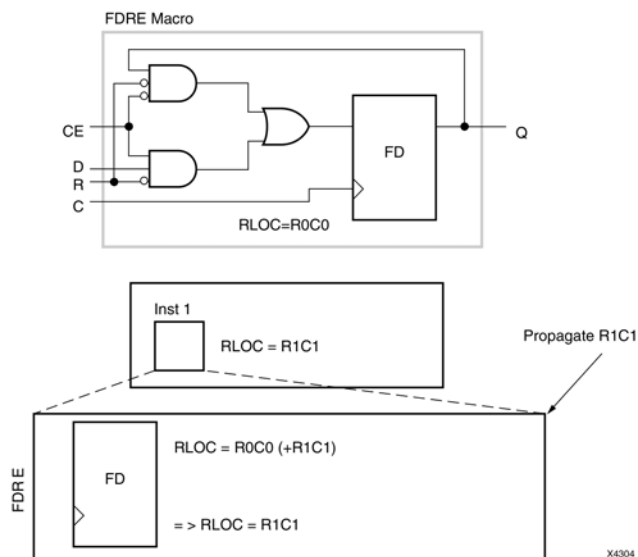 FDRE Macro
CE
D
R
C
FD
Q
RLOC=R0C0
Inst 1
RLOC = R1C1
Propagate R1C1
FDR E
FD
RLOC = R0C0 (+R1C1)
= > RLOC = R1C1
X4304